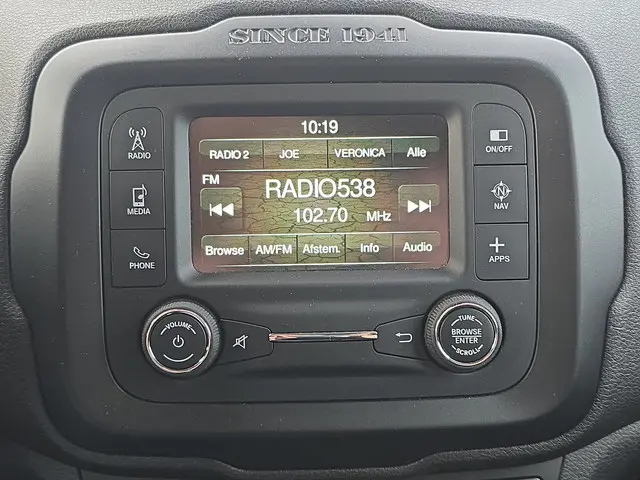 SINCE 1941
10:19
RADIO 2 JOE VERONICA Alle
FM
RADIO538
102.70 MHz
Browse AM/FM Afstem. Info Audio
RADIO
MEDIA
PHONE
ON/OFF
NAV
APPS
VOLUME
TUNE
BROWSE
ENTER
SCROLL